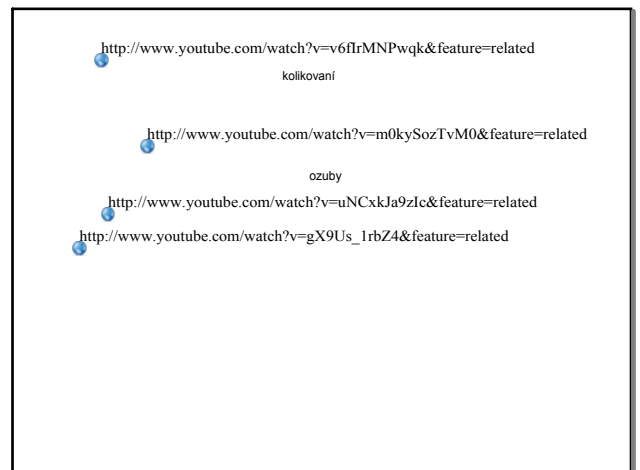 http://www.youtube.com/watch?v=v6fIrMNPwqk&feature=related
kolikovaní
http://www.youtube.com/watch?v=m0kySozTvM0&feature=related
ozuby
http://www.youtube.com/watch?v=uNCxkJa9zIc&feature=related
http://www.youtube.com/watch?v=gX9Us_1rbZ4&feature=related